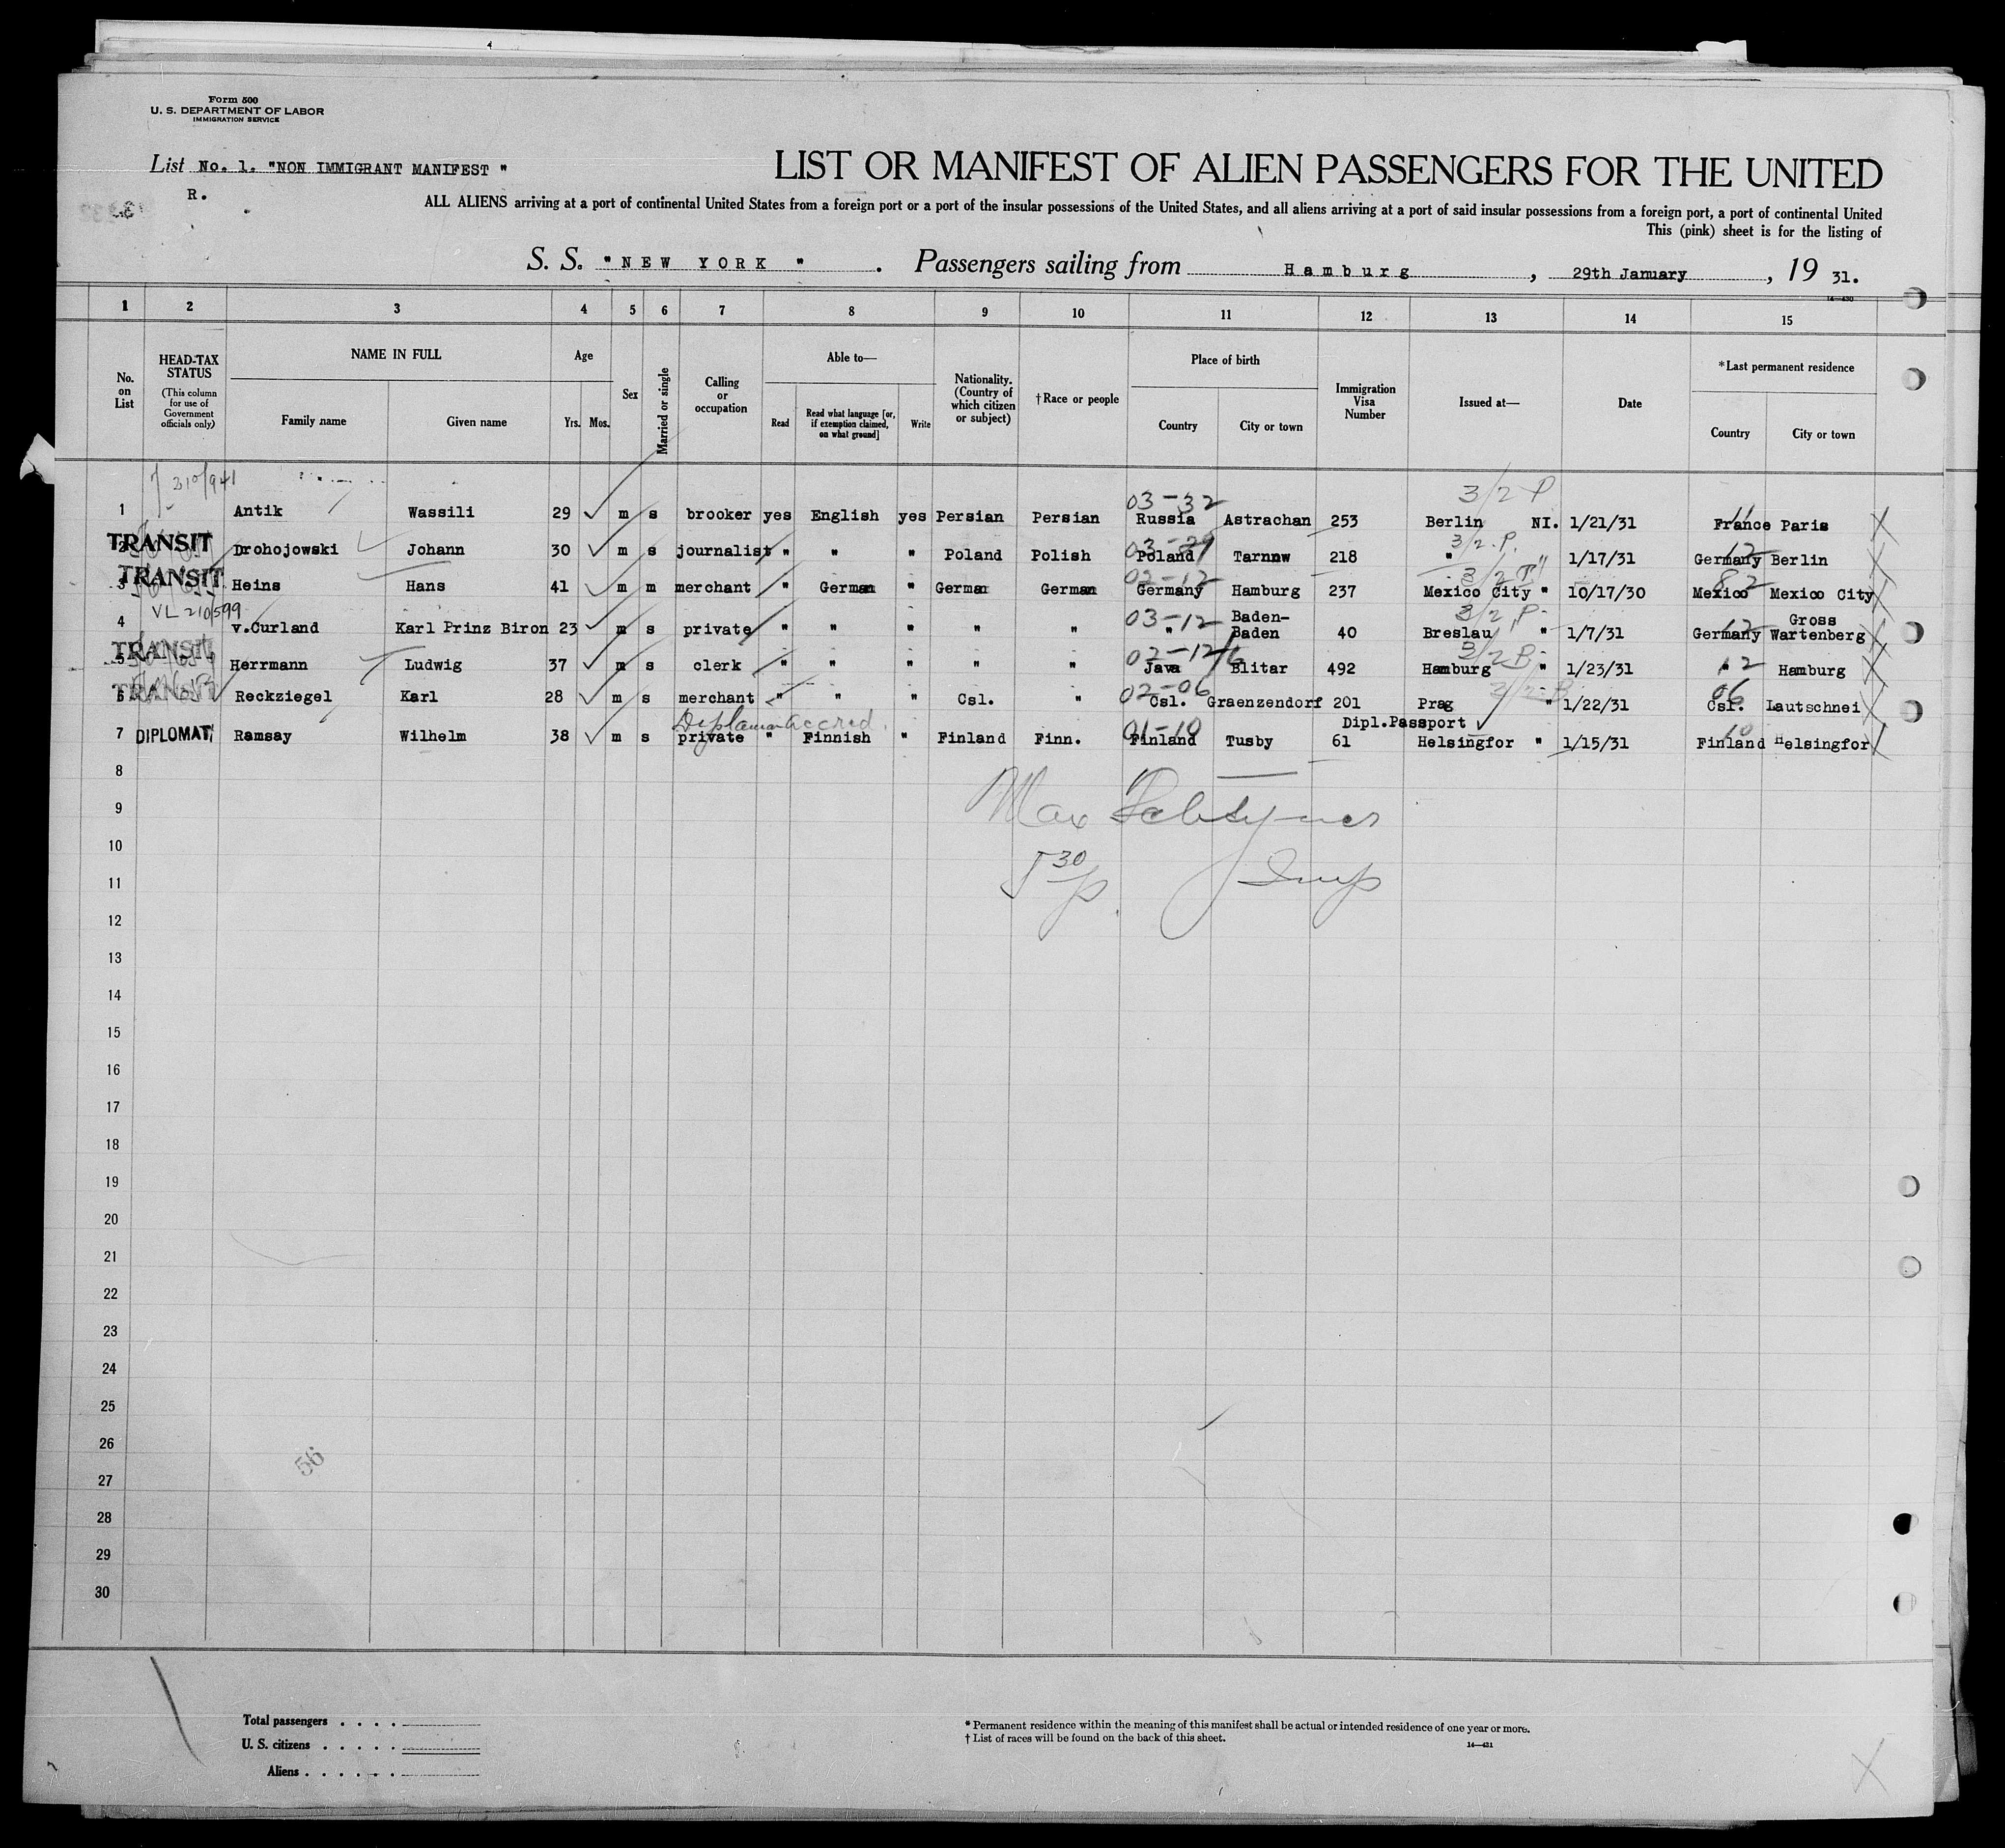 Form 500
U. S. DEPARTMENT OF LABOR
IMMIGRATION SERVICE
List No. 1. "NON IMMIGRANT MANIFEST "
R.
LIST OR MANIFEST OF ALIEN PASSENGERS FOR THE UNITED
ALL ALIENS arriving at a port of continental United States from a foreign port or a port of the insular possessions of the United States, and all aliens arriving at a port of said insular possessions from a foreign port, a port of continental United
This (pink) sheet is for the listing of
S. S. "NEW YORK " . Passengers sailing from Hamburg , 29th January , 19 31.
14—430
1 2 3 4 5 6 7 8 9 10 11 12 13 14 15
No. on List
HEAD-TAX STATUS
(This column for use of Government officials only)
NAME IN FULL
Family name Given name
Age
Yrs. Mos.
Sex
Married or single
Calling or occupation
Able to—
Read Read what language [or, if exemption claimed, on what ground] Write
Nationality. (Country of which citizen or subject)
†Race or people
Place of birth
Country City or town
Immigration Visa Number
Issued at—
Date
*Last permanent residence
Country City or town
310/941
03-32 3/2 P 11
1 Antik Wassili 29 m s brooker yes English yes Persian Persian Russia Astrachan 253 Berlin NI. 1/21/31 France Paris
03-29 3/2.P. 12
2 TRANSIT Drohojowski Johann 30 m s journalist " " " Poland Polish Poland Tarnnw 218 " " 1/17/31 Germany Berlin
02-12 3/2 T 82
3 TRANSIT Heins Hans 41 m m merchant " German " German German Germany Hamburg 237 Mexico City " 10/17/30 Mexico Mexico City
VL 210599 03-12 3/2 P 12
4 v.Curland Karl Prinz Biron 23 m s private " " " " " " Baden-Baden 40 Breslau " 1/7/31 Germany Gross Wartenberg
02-12/6 3/2 B 12
5 TRANSIT Herrmann Ludwig 37 m s clerk " " " " " Java Blitar 492 Hamburg " 1/23/31 " Hamburg
02-06 3/2 B 06
6 TRANSIT Reckziegel Karl 28 m s merchant " " " Csl. " Csl. Graenzendorf 201 Prag " 1/22/31 Csl. Lautschnei
accred. 01-10 Dipl.Passport 10
7 DIPLOMAT Ramsay Wilhelm 38 m s private " Finnish " Finland Finn. Finland Tusby 61 Helsingfor " 1/15/31 Finland Helsingfor
8
9 Max
10
11 5 30 p. Insp
12
13
14
15
16
17
18
19
20
21
22
23
24
25
26
56
27
28
29
30
Total passengers . . . .
U. S. citizens . . . . .
Aliens . . . . . .
* Permanent residence within the meaning of this manifest shall be actual or intended residence of one year or more.
† List of races will be found on the back of this sheet.
14—431